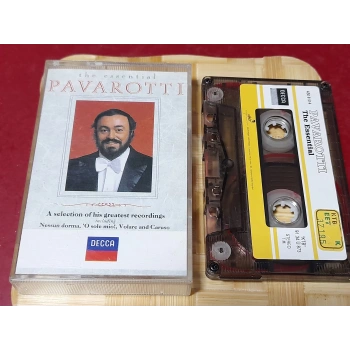 the essential
PAVAROTTI
A selection of his greatest recordings
including
Nessun dorma, 'O sole mio, Volare and Caruso
DECCA
DECCA
PAVAROTTI
The Essential
STEREO